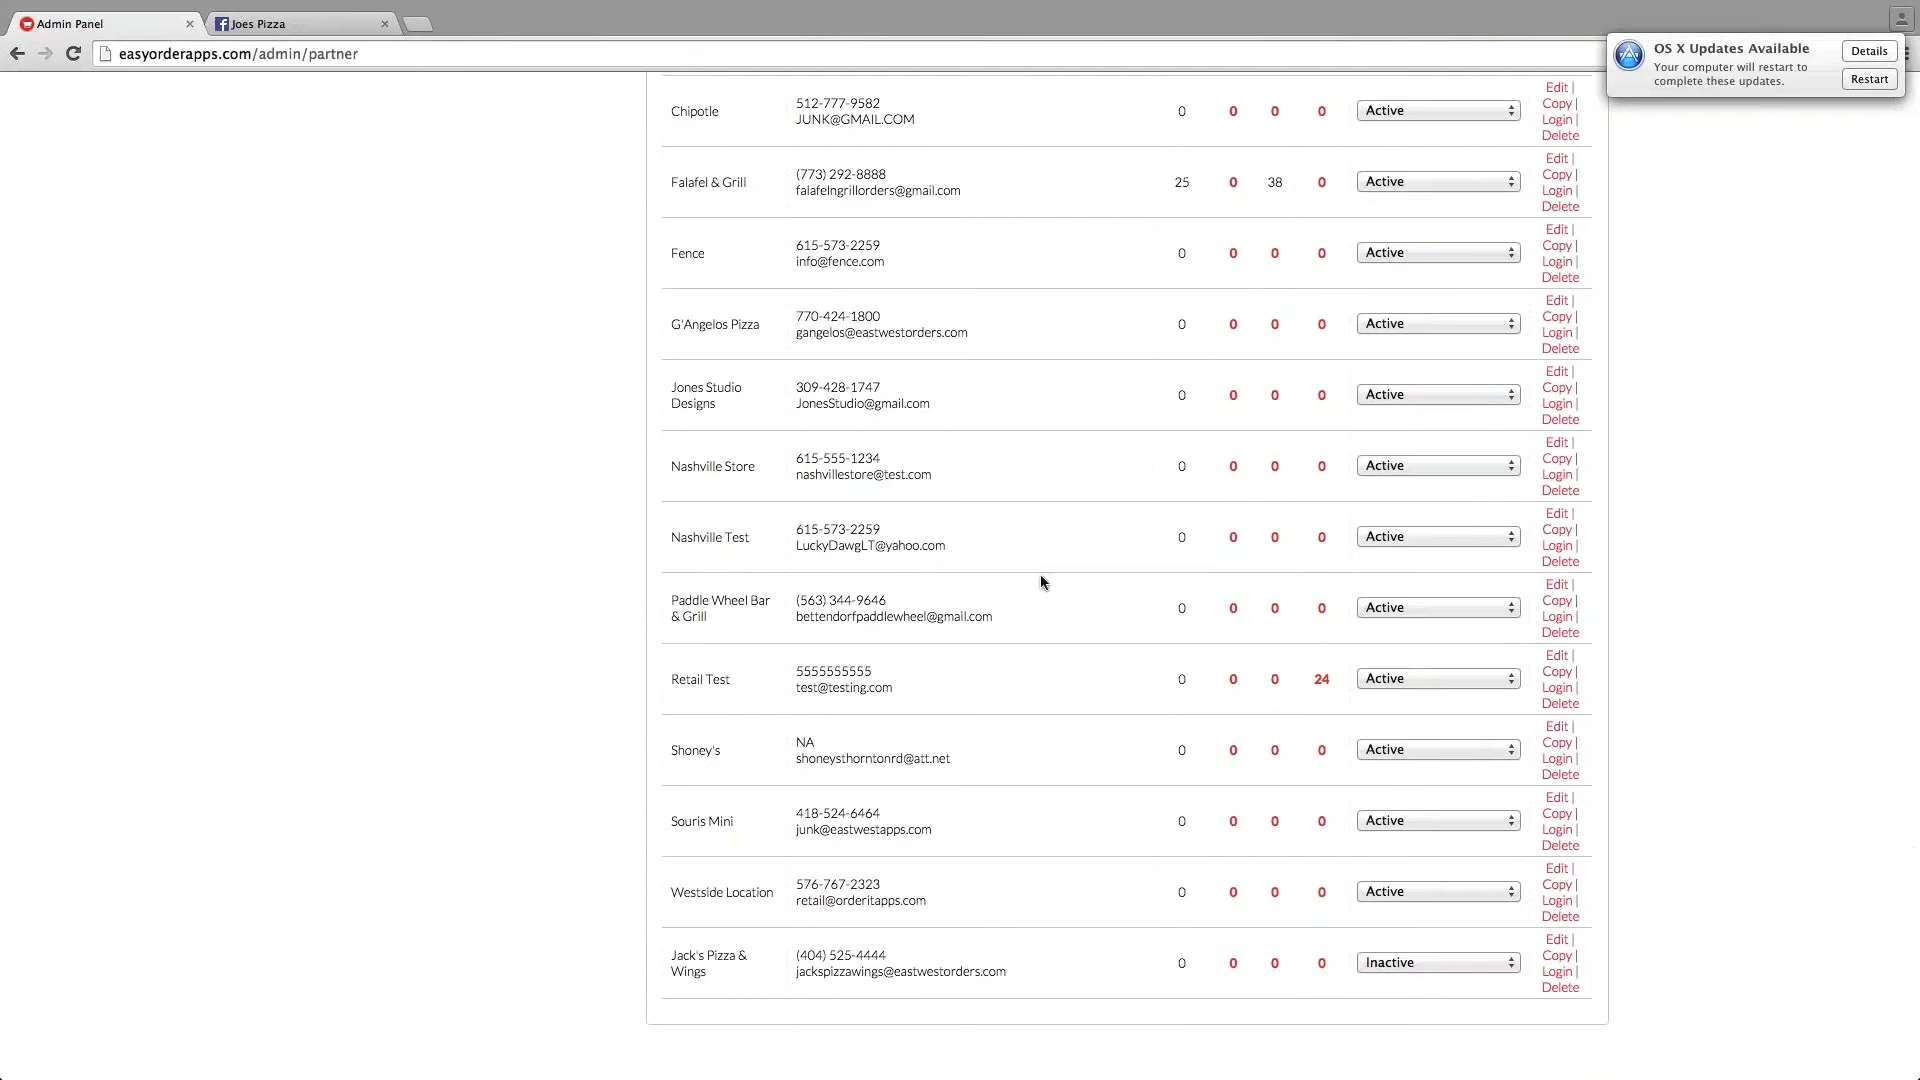 Admin Panel
Joes Pizza
easyorderapps.com/admin/partner
OS X Updates Available
Your computer will restart to
complete these updates.
Details
Restart
Chipotle
512-777-9582
JUNK@GMAIL.COM
0 0 0 0
Active
Edit |
Copy |
Login |
Delete
Falafel & Grill
(773) 292-8888
falafelngrillorders@gmail.com
25 0 38 0
Active
Edit |
Copy |
Login |
Delete
Fence
615-573-2259
info@fence.com
0 0 0 0
Active
Edit |
Copy |
Login |
Delete
G'Angelos Pizza
770-424-1800
gangelos@eastwestorders.com
0 0 0 0
Active
Edit |
Copy |
Login |
Delete
Jones Studio
Designs
309-428-1747
JonesStudio@gmail.com
0 0 0 0
Active
Edit |
Copy |
Login |
Delete
Nashville Store
615-555-1234
nashvillestore@test.com
0 0 0 0
Active
Edit |
Copy |
Login |
Delete
Nashville Test
615-573-2259
LuckyDawgLT@yahoo.com
0 0 0 0
Active
Edit |
Copy |
Login |
Delete
Paddle Wheel Bar
& Grill
(563) 344-9646
bettendorfpaddlewheel@gmail.com
0 0 0 0
Active
Edit |
Copy |
Login |
Delete
Retail Test
5555555555
test@testing.com
0 0 0 24
Active
Edit |
Copy |
Login |
Delete
Shoney's
NA
shoneysthorntonrd@att.net
0 0 0 0
Active
Edit |
Copy |
Login |
Delete
Souris Mini
418-524-6464
junk@eastwestapps.com
0 0 0 0
Active
Edit |
Copy |
Login |
Delete
Westside Location
576-767-2323
retail@orderitapps.com
0 0 0 0
Active
Edit |
Copy |
Login |
Delete
Jack's Pizza &
Wings
(404) 525-4444
jackspizzawings@eastwestorders.com
0 0 0 0
Inactive
Edit |
Copy |
Login |
Delete